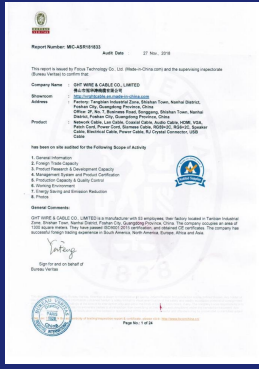 Report Number: MIC-ASR181833
Audit Date : 27 Nov., 2018
This report is issued by Focus Technology Co., Ltd. (Made-in-China.com) and the supervising inspectorate
(Bureau Veritas) to confirm that:
Company Name : GHT WIRE & CABLE CO., LIMITED
Showroom :
Address : Factory: Tangxian Industrial Zone, Shishan Town, Nanhai District,
Foshan City, Guangdong Province, China
Office: 2F, No. 7, Business Road, Songgang, Shishan Town, Nanhai
District, Foshan City, Guangdong Province, China
Product : Network Cable, Lan Cable, Coaxial Cable, Audio Cable, HDMI, VGA,
Patch Cord, Power Cord, Siamese Cable, RG59+2C, RG6+2C, Speaker
Cable, Electrical Cable, Power Cable, RJ Crystal Connector, USB
Cable
has been on site audited for the Following Scope of Activity
1. General Information
2. Foreign Trade Capacity
3. Product Research & Development Capacity
4. Management System and Product Certification
5. Production Capacity & Quality Control
6. Working Environment
7. Energy Saving and Emission Reduction
8. Photos
General Comments:
GHT WIRE & CABLE CO., LIMITED is a manufacturer with 83 employees, their factory located in Tanxian Industrial
Zone, Shishan Town, Nanhai District, Foshan City, Guangdong Province, China. The company occupies an area of
1200 square meters. They have passed ISO9001:2015 certification, and obtained CE certificates. The company has
successful foreign trading experience in South America, North America, Europe, Africa and Asia.
Sign for and on behalf of
Bureau Veritas
Page No.: 1 of 24